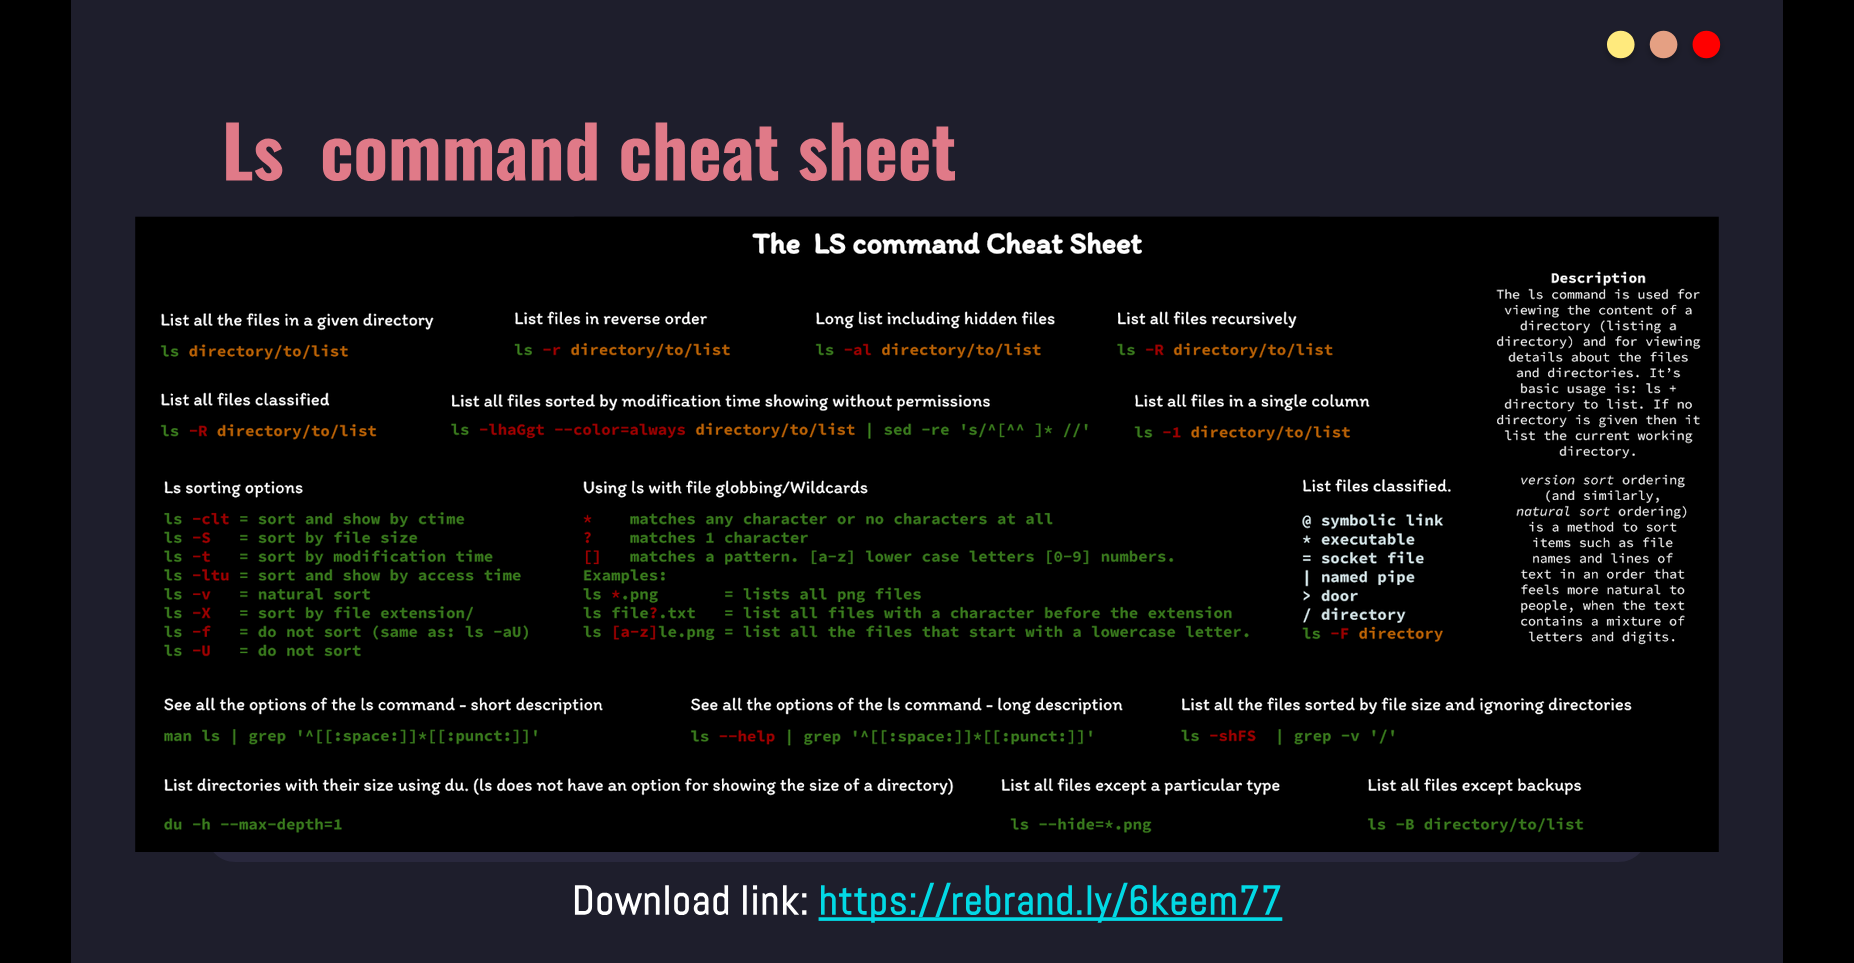 Ls command cheat sheet
The LS command Cheat Sheet
List all the files in a given directory
ls directory/to/list
List files in reverse order
ls -r directory/to/list
Long list including hidden files
ls -al directory/to/list
List all files recursively
ls -R directory/to/list
List all files classified
ls -R directory/to/list
List all files sorted by modification time showing without permissions
ls -lhaGgt --color=always directory/to/list | sed -re 's/^[^^ ]* //'
List all files in a single column
ls -1 directory/to/list
Description
The ls command is used for
viewing the content of a
directory (listing a
directory) and for viewing
details about the files
and directories. It's
basic usage is: ls +
directory to list. If no
directory is given then it
list the current working
directory.
version sort ordering
(and similarly,
natural sort ordering)
is a method to sort
items such as file
names and lines of
text in an order that
feels more natural to
people, when the text
contains a mixture of
letters and digits.
Ls sorting options
ls -clt = sort and show by ctime
ls -S = sort by file size
ls -t = sort by modification time
ls -ltu = sort and show by access time
ls -v = natural sort
ls -X = sort by file extension/
ls -f = do not sort (same as: ls -aU)
ls -U = do not sort
Using ls with file globbing/Wildcards
* matches any character or no characters at all
? matches 1 character
[] matches a pattern. [a-z] lower case letters [0-9] numbers.
Examples:
ls *.png = lists all png files
ls file?.txt = list all files with a character before the extension
ls [a-z]le.png = list all the files that start with a lowercase letter.
List files classified.
@ symbolic link
* executable
= socket file
| named pipe
> door
/ directory
ls -F directory
See all the options of the ls command - short description
man ls | grep '^[[:space:]]*[[:punct:]]'
See all the options of the ls command - long description
ls --help | grep '^[[:space:]]*[[:punct:]]'
List all the files sorted by file size and ignoring directories
ls -shFS | grep -v '/'
List directories with their size using du. (ls does not have an option for showing the size of a directory)
du -h --max-depth=1
List all files except a particular type
ls --hide=*.png
List all files except backups
ls -B directory/to/list
Download link: https://rebrand.ly/6keem77